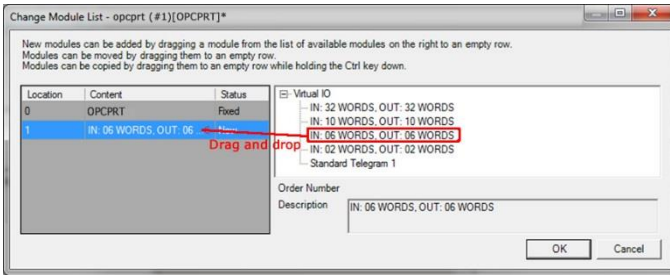 Change Module List - opcprt (#1)[OPCPRT]*
New modules can be added by dragging a module from the list of available modules on the right to an empty row.
Modules can be moved by dragging them to an empty row.
Modules can be copied by dragging them to an empty row while holding the Ctrl key down.
Location Content Status
0 OPCPRT Fixed
1 IN: 06 WORDS, OUT: 06 ... New
Drag and drop
Virtual IO
IN: 32 WORDS, OUT: 32 WORDS
IN: 10 WORDS, OUT: 10 WORDS
IN: 06 WORDS, OUT: 06 WORDS
IN: 02 WORDS, OUT: 02 WORDS
Standard Telegram 1
Order Number
Description IN: 06 WORDS, OUT: 06 WORDS
OK Cancel